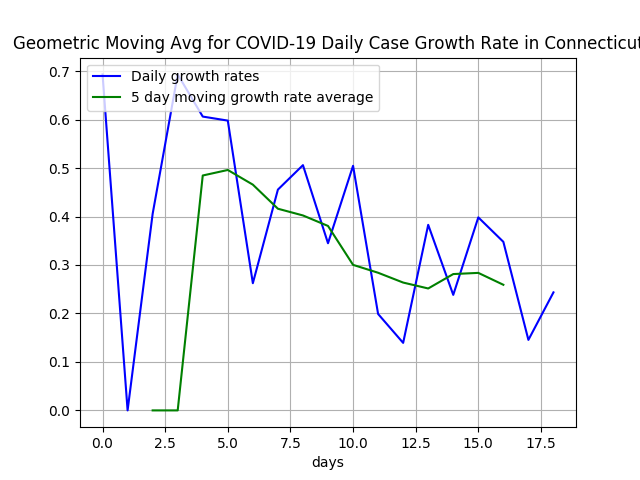 Geometric Moving Avg for COVID-19 Daily Case Growth Rate in Connecticut
Daily growth rates
5 day moving growth rate average
0.7
0.6
0.5
0.4
0.3
0.2
0.1
0.0
0.0 2.5 5.0 7.5 10.0 12.5 15.0 17.5
days